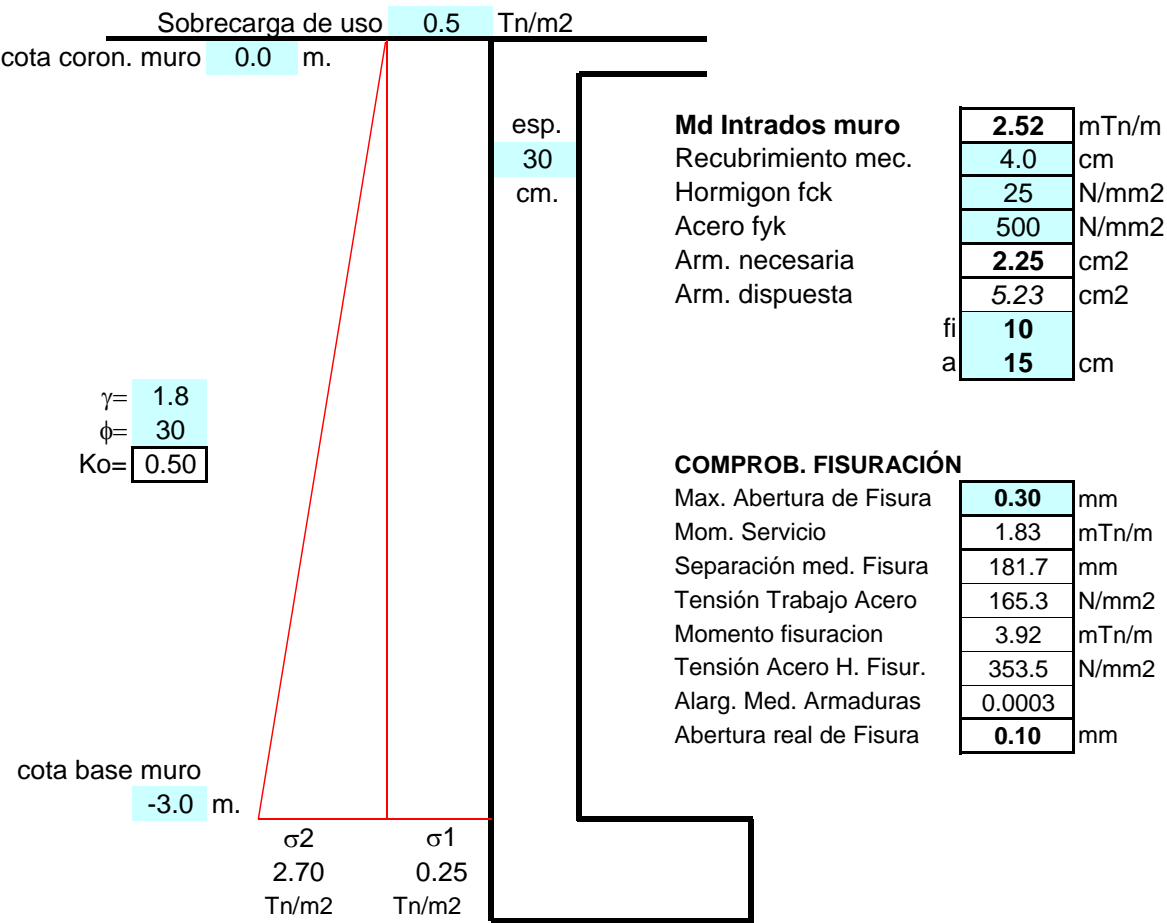 Sobrecarga de uso 0.5 Tn/m2
cota coron. muro 0.0 m.
esp.
30
cm.
Md Intrados muro 2.52 mTn/m
Recubrimiento mec. 4.0 cm
Hormigon fck 25 N/mm2
Acero fyk 500 N/mm2
Arm. necesaria 2.25 cm2
Arm. dispuesta 5.23 cm2
fi 10
a 15 cm
γ= 1.8
ϕ= 30
Ko= 0.50
COMPROB. FISURACIÓN
Max. Abertura de Fisura 0.30 mm
Mom. Servicio 1.83 mTn/m
Separación med. Fisura 181.7 mm
Tensión Trabajo Acero 165.3 N/mm2
Momento fisuracion 3.92 mTn/m
Tensión Acero H. Fisur. 353.5 N/mm2
Alarg. Med. Armaduras 0.0003
Abertura real de Fisura 0.10 mm
cota base muro
-3.0 m.
σ2 σ1
2.70 0.25
Tn/m2 Tn/m2